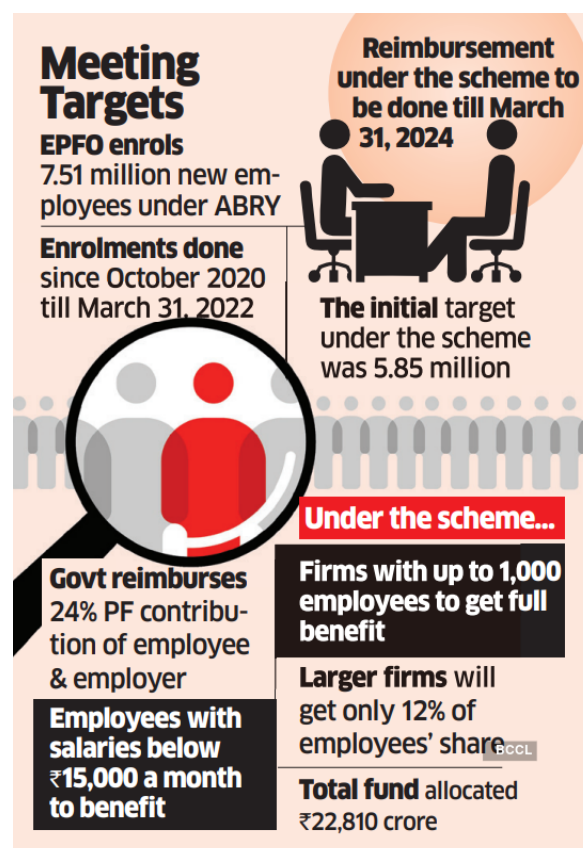 Meeting
Targets
EPFO enrols
7.51 million new em-
ployees under ABRY
Enrolments done
since October 2020
till March 31, 2022
Reimbursement
under the scheme to
be done till March
31, 2024
The initial target
under the scheme
was 5.85 million
Govt reimburses
24% PF contribu-
tion of employee
& employer
Employees with
salaries below
₹15,000 a month
to benefit
Under the scheme...
Firms with up to 1,000
employees to get full
benefit
Larger firms will
get only 12% of
employees' share
BCCL
Total fund allocated
₹22,810 crore